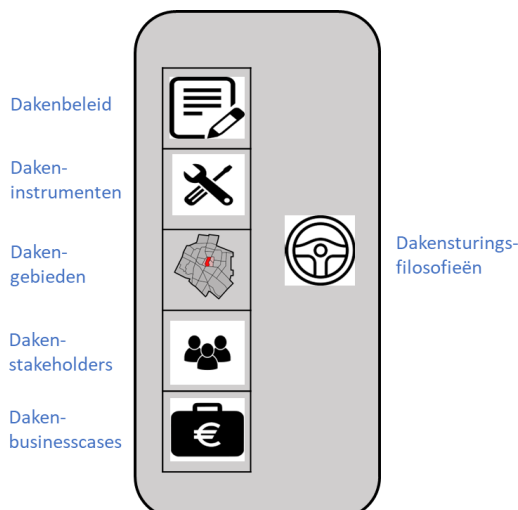 Dakenbeleid
Daken-
instrumenten
Daken-
gebieden
Daken-
stakeholders
Daken-
businesscases
€
Dakensturings-
filosofieën